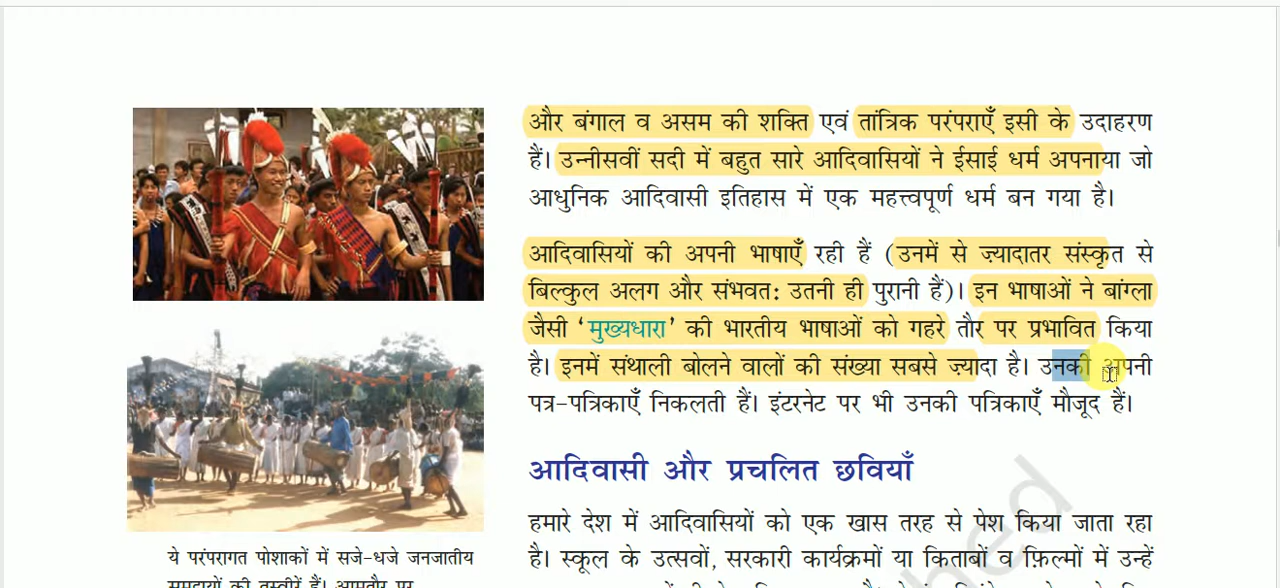 और बंगाल व असम की शक्ति एवं तांत्रिक परंपराएँ इसी के उदाहरण
हैं। उन्नीसवीं सदी में बहुत सारे आदिवासियों ने ईसाई धर्म अपनाया जो
आधुनिक आदिवासी इतिहास में एक महत्त्वपूर्ण धर्म बन गया है।
आदिवासियों की अपनी भाषाएँ रही हैं (उनमें से ज़्यादातर संस्कृत से
बिल्कुल अलग और संभवतः उतनी ही पुरानी हैं)। इन भाषाओं ने बांग्ला
जैसी ‘मुख्यधारा’ की भारतीय भाषाओं को गहरे तौर पर प्रभावित किया
है। इनमें संथाली बोलने वालों की संख्या सबसे ज़्यादा है। उनकी अपनी
पत्र-पत्रिकाएँ निकलती हैं। इंटरनेट पर भी उनकी पत्रिकाएँ मौजूद हैं।
आदिवासी और प्रचलित छवियाँ
हमारे देश में आदिवासियों को एक खास तरह से पेश किया जाता रहा
है। स्कूल के उत्सवों, सरकारी कार्यक्रमों या किताबों व फ़िल्मों में उन्हें
ये परंपरागत पोशाकों में सजे-धजे जनजातीय